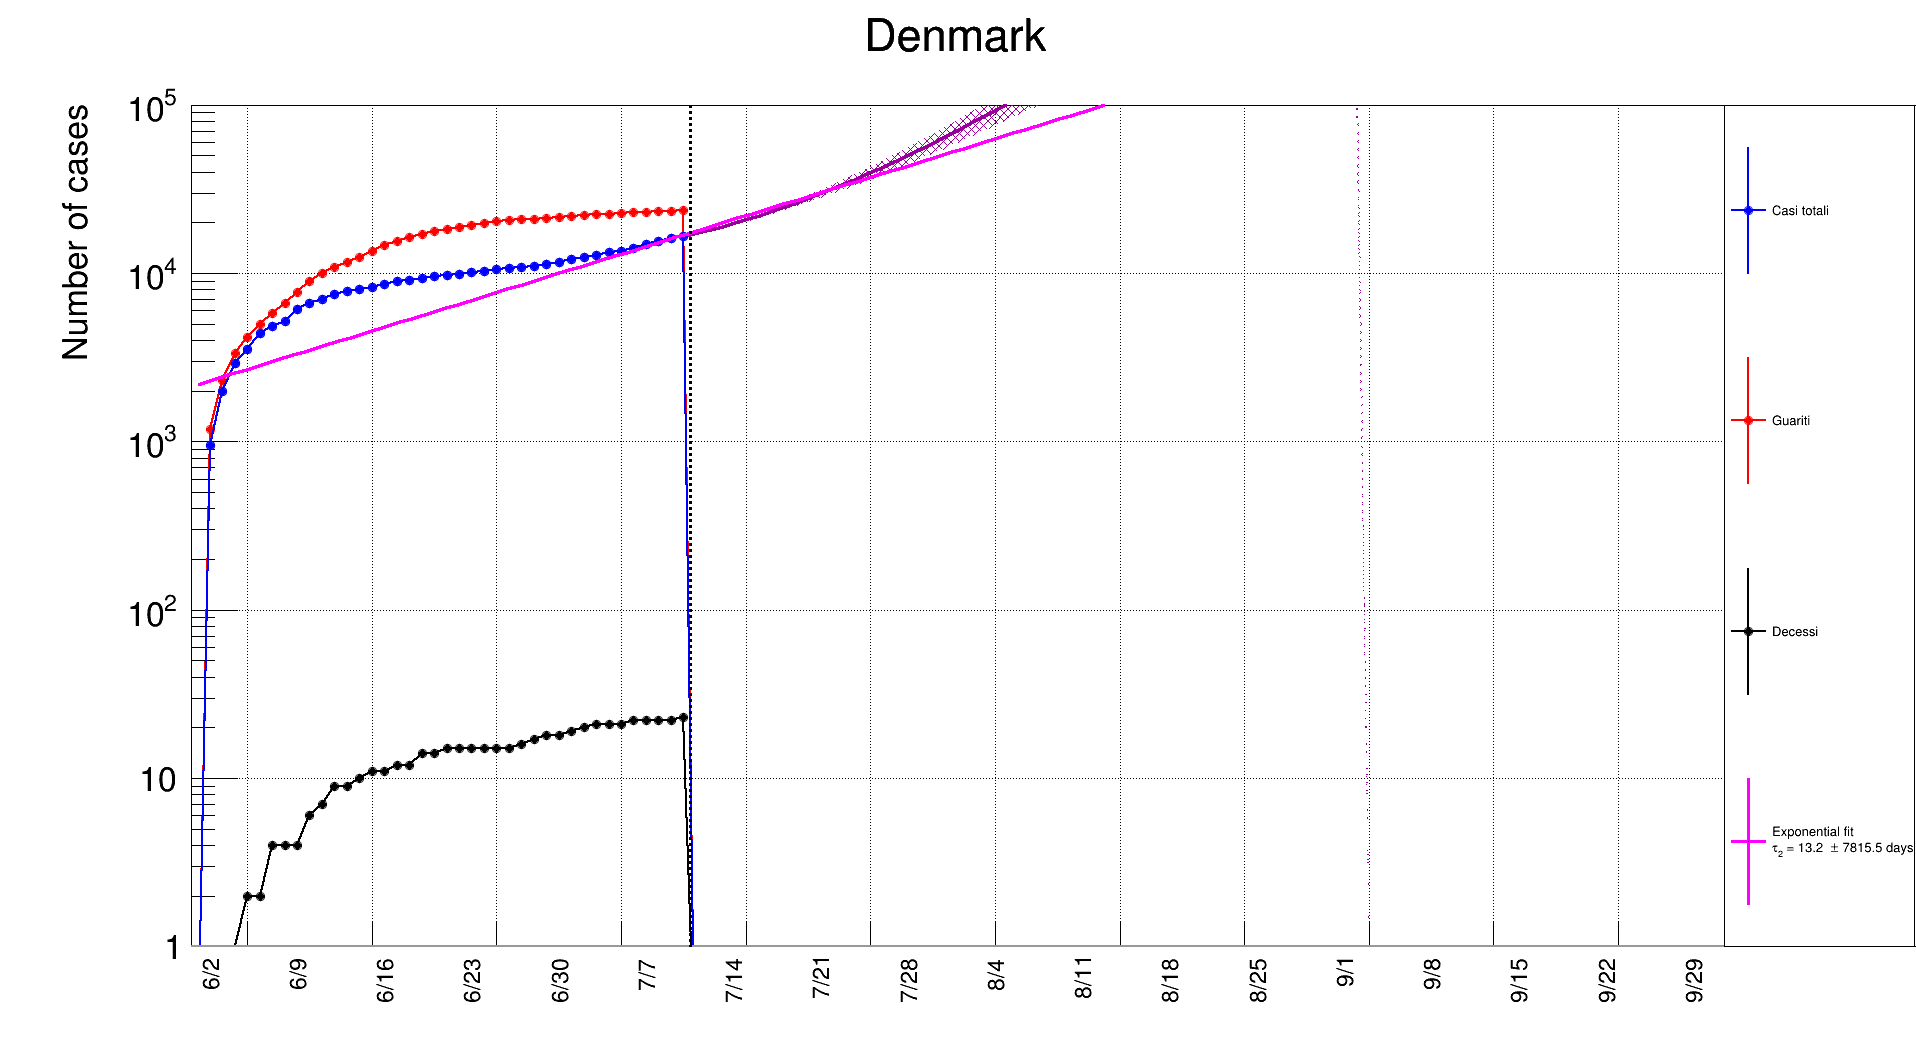 Denmark
Number of cases
10^5
10^4
10^3
10^2
10
1
6/2 6/9 6/16 6/23 6/30 7/7 7/14 7/21 7/28 8/4 8/11 8/18 8/25 9/1 9/8 9/15 9/22 9/29
Casi totali
Guariti
Decessi
Exponential fit
τ_2 = 13.2 ± 7815.5 days